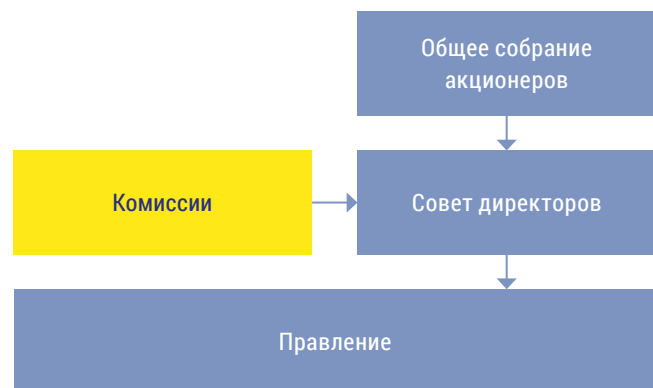 Общее собрание
акционеров
Комиссии
Совет директоров
Правление